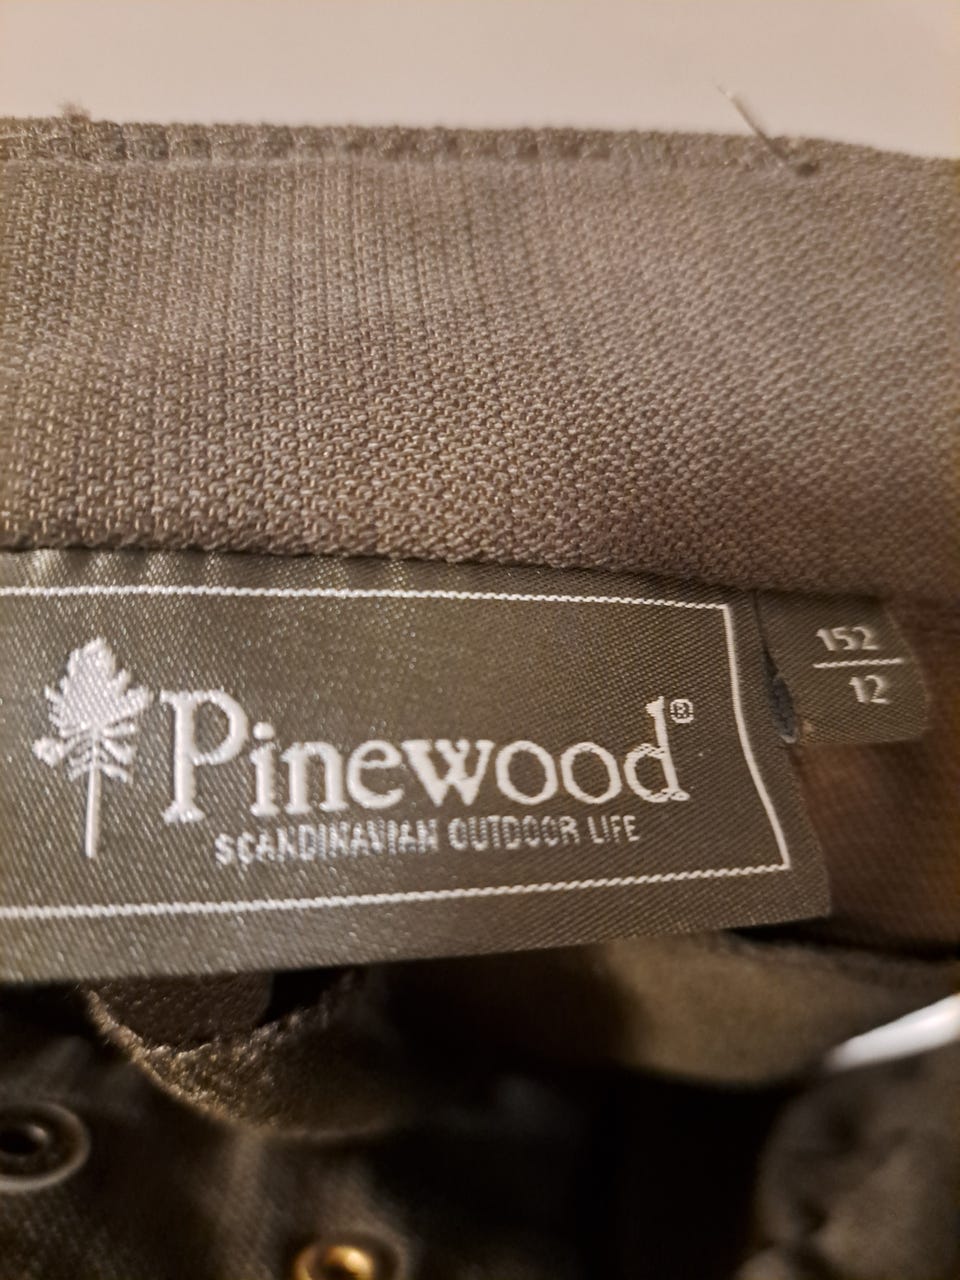 Pinewood®
SCANDINAVIAN OUTDOOR LIFE
152
12